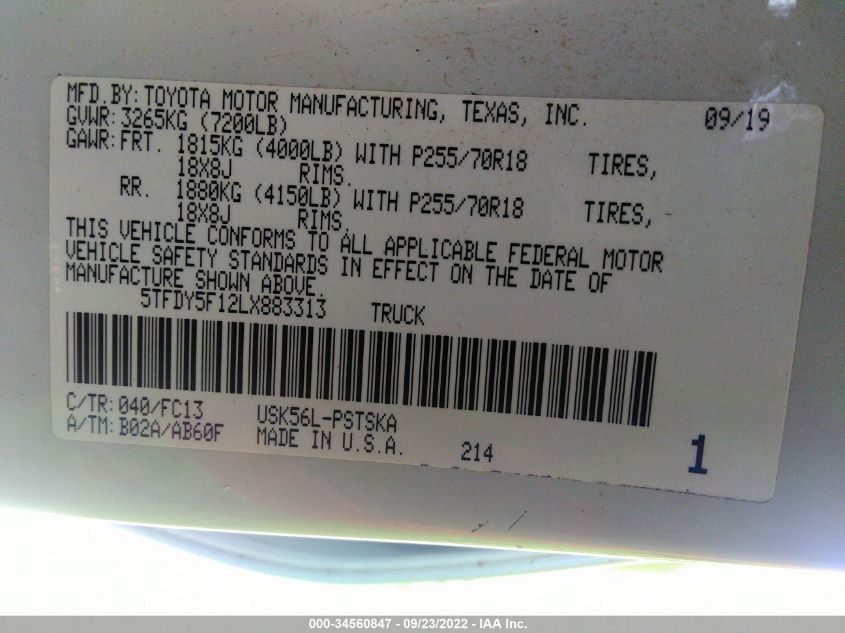 MFD.BY:TOYOTA MOTOR MANUFACTURING, TEXAS, INC. 09/19
GVWR:3265KG (7200LB)
GAWR:FRT. 1815KG (4000LB) WITH P255/70R18 TIRES,
18X8J RIMS.
RR. 1880KG (4150LB) WITH P255/70R18 TIRES,
18X8J RIMS.
THIS VEHICLE CONFORMS TO ALL APPLICABLE FEDERAL MOTOR
VEHICLE SAFETY STANDARDS IN EFFECT ON THE DATE OF
MANUFACTURE SHOWN ABOVE.
5TFDY5F12LX883313 TRUCK
C/TR:040/FC13 USK56L-PSTSKA
A/TM:B02A/AB60F MADE IN U.S.A. 214 1
000-34560847 - 09/23/2022 - IAA Inc.